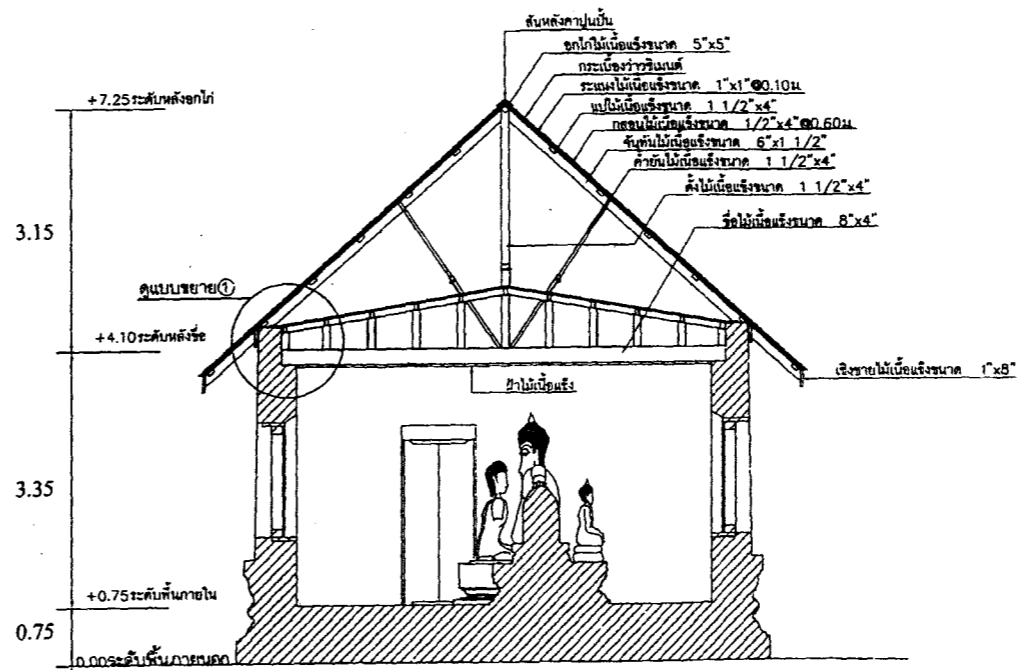 สันหลังคาปูนปั้น
อกไก่ไม้เนื้อแข็งขนาด 5"x5"
กระเบื้องว่าวซิเมนต์
ระแนงไม้เนื้อแข็งขนาด 1"x1"@0.10ม
แปไม้เนื้อแข็งขนาด 1 1/2"x4"
กลอนไม้เนื้อแข็งขนาด 1/2"x4"@0.60ม
จันทันไม้เนื้อแข็งขนาด 6"x1 1/2"
ค้ำยันไม้เนื้อแข็งขนาด 1 1/2"x4"
ดั้งไม้เนื้อแข็งขนาด 1 1/2"x4"
ขื่อไม้เนื้อแข็งขนาด 8"x4"
+7.25ระดับหลังอกไก่
3.15
ดูแบบขยาย①
+4.10ระดับหลังขื่อ
เชิงชายไม้เนื้อแข็งขนาด 1"x8"
ฝ้าไม้เนื้อแข็ง
3.35
+0.75ระดับพื้นภายใน
0.75
0.00ระดับพื้นภายนอก